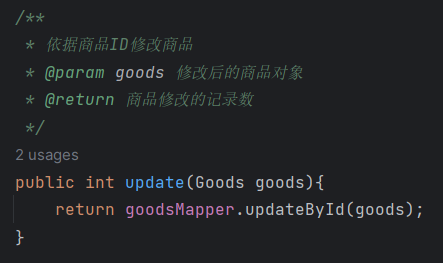 /**
 * 依据商品ID修改商品
 * @param goods 修改后的商品对象
 * @return 商品修改的记录数
 */
2 usages
public int update(Goods goods){
    return goodsMapper.updateById(goods);
}